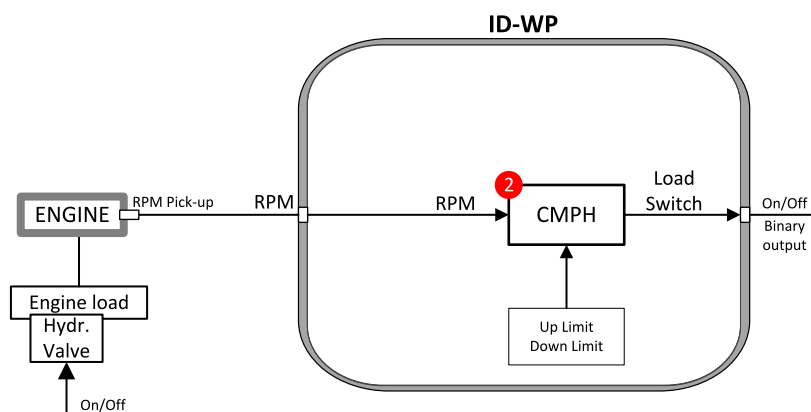 ID-WP
ENGINE
RPM Pick-up
RPM
RPM
2
CMPH
Load
Switch
On/Off
Binary
output
Engine load
Hydr.
Valve
Up Limit
Down Limit
On/Off